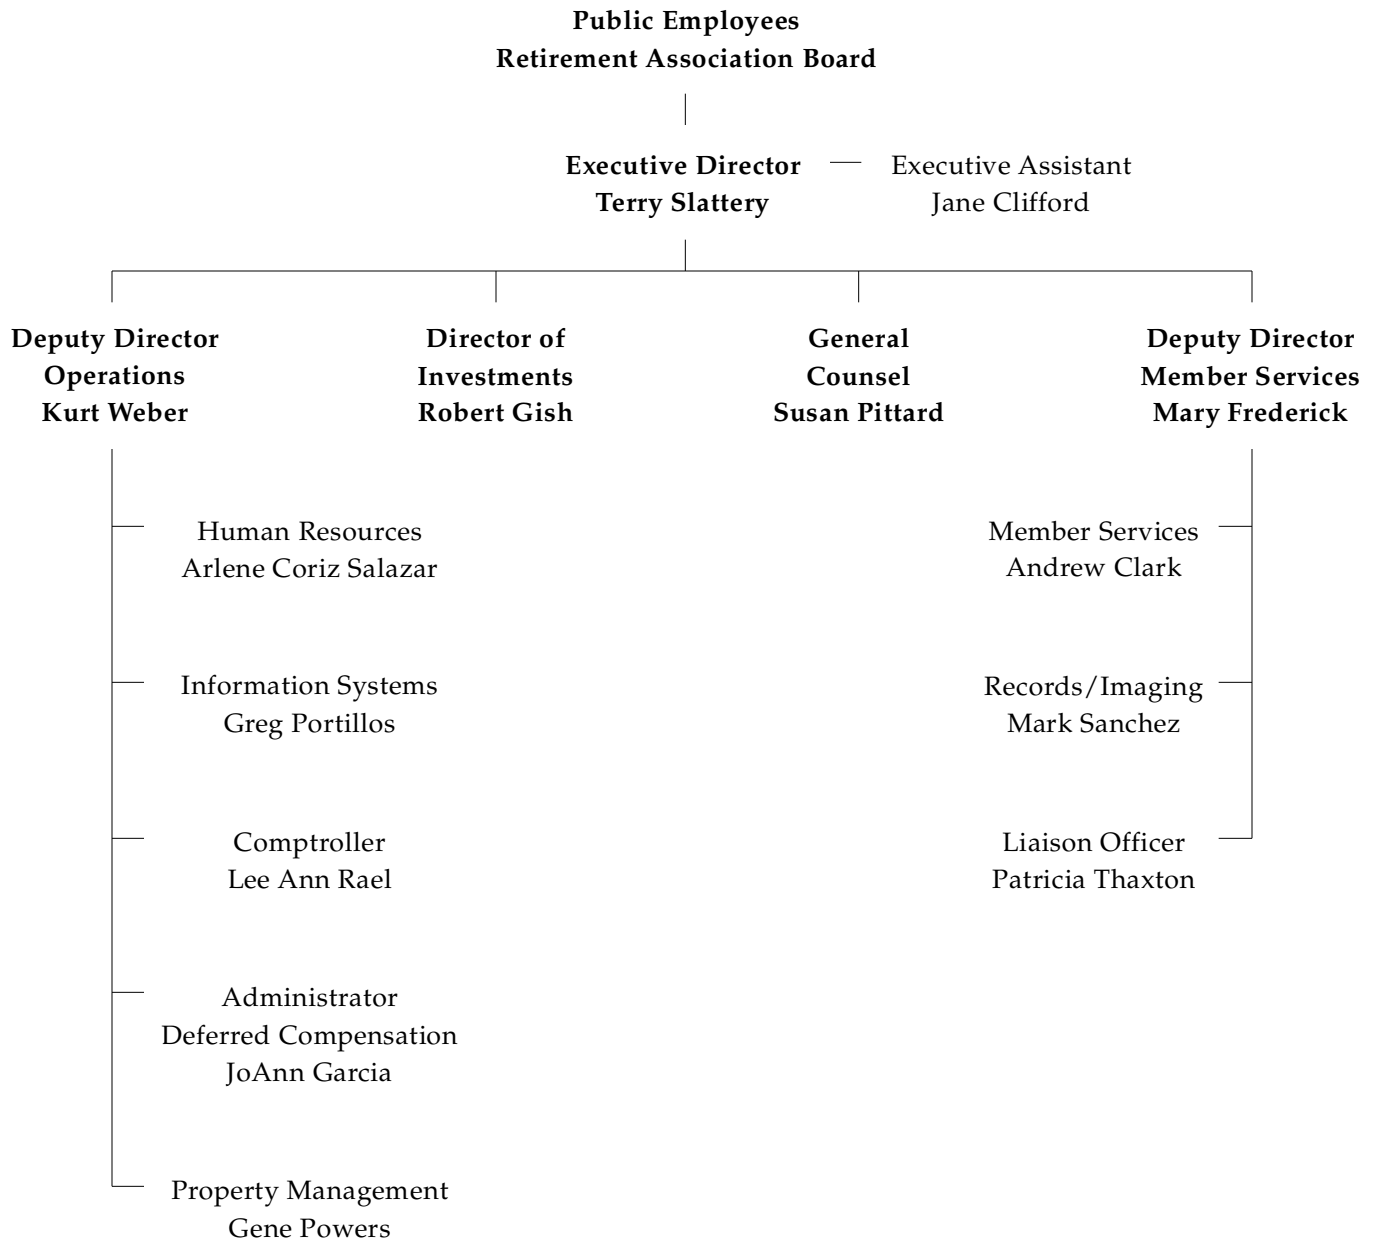 Public Employees
Retirement Association Board
Executive Director
Terry Slattery
Executive Assistant
Jane Clifford
Deputy Director
Operations
Kurt Weber
Director of
Investments
Robert Gish
General
Counsel
Susan Pittard
Deputy Director
Member Services
Mary Frederick
Human Resources
Arlene Coriz Salazar
Information Systems
Greg Portillos
Comptroller
Lee Ann Rael
Administrator
Deferred Compensation
JoAnn Garcia
Property Management
Gene Powers
Member Services
Andrew Clark
Records/Imaging
Mark Sanchez
Liaison Officer
Patricia Thaxton